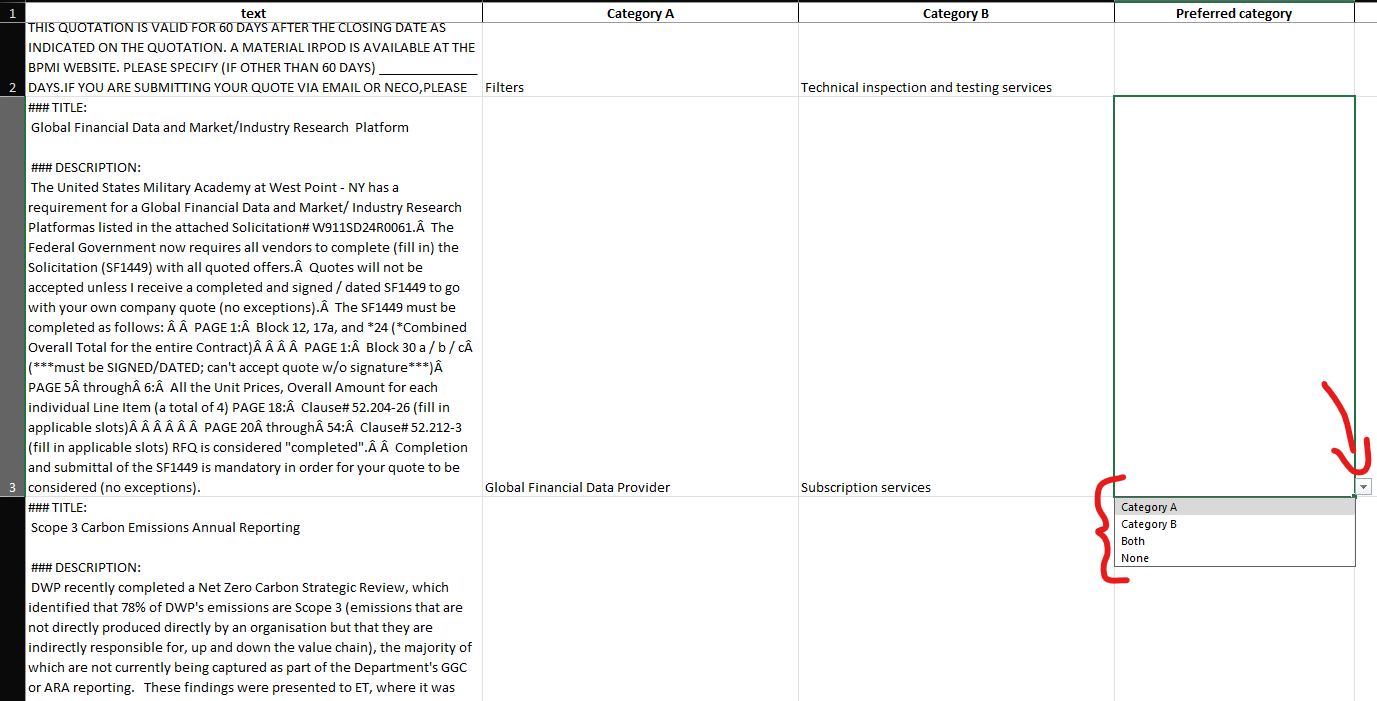 1 text Category A Category B Preferred category
THIS QUOTATION IS VALID FOR 60 DAYS AFTER THE CLOSING DATE AS
INDICATED ON THE QUOTATION. A MATERIAL IRPOD IS AVAILABLE AT THE
BPMI WEBSITE. PLEASE SPECIFY (IF OTHER THAN 60 DAYS) _______________
2 DAYS.IF YOU ARE SUBMITTING YOUR QUOTE VIA EMAIL OR NECO,PLEASE Filters Technical inspection and testing services
### TITLE:
Global Financial Data and Market/Industry Research  Platform
### DESCRIPTION:
The United States Military Academy at West Point - NY has a
requirement for a Global Financial Data and Market/ Industry Research
Platformas listed in the attached Solicitation# W911SD24R0061.Â  The
Federal Government now requires all vendors to complete (fill in) the
Solicitation (SF1449) with all quoted offers.Â  Quotes will not be
accepted unless I receive a completed and signed / dated SF1449 to go
with your own company quote (no exceptions).Â  The SF1449 must be
completed as follows: Â Â  PAGE 1:Â  Block 12, 17a, and *24 (*Combined
Overall Total for the entire Contract)Â Â Â Â  PAGE 1:Â  Block 30 a / b / cÂ
(***must be SIGNED/DATED; can't accept quote w/o signature***)Â
PAGE 5Â throughÂ 6:Â  All the Unit Prices, Overall Amount for each
individual Line Item (a total of 4) PAGE 18:Â  Clause# 52.204-26 (fill in
applicable slots)Â Â Â Â Â Â  PAGE 20Â throughÂ 54:Â  Clause# 52.212-3
(fill in applicable slots) RFQ is considered "completed".Â Â  Completion
and submittal of the SF1449 is mandatory in order for your quote to be
3 considered (no exceptions). Global Financial Data Provider Subscription services
Category A
Category B
Both
None
### TITLE:
Scope 3 Carbon Emissions Annual Reporting
### DESCRIPTION:
DWP recently completed a Net Zero Carbon Strategic Review, which
identified that 78% of DWP's emissions are Scope 3 (emissions that are
not directly produced directly by an organisation but that they are
indirectly responsible for, up and down the value chain), the majority of
which are not currently being captured as part of the Department's GGC
or ARA reporting.   These findings were presented to ET, where it was